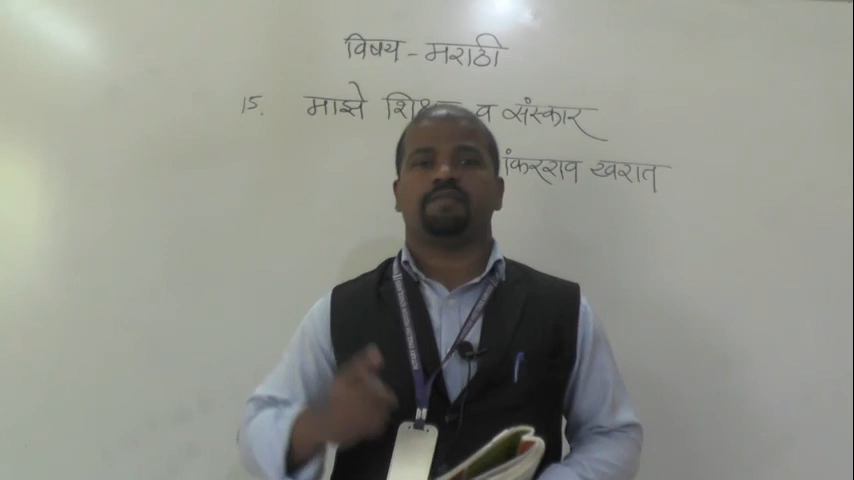 विषय - मराठी
15. माझे व संस्कार
खरात